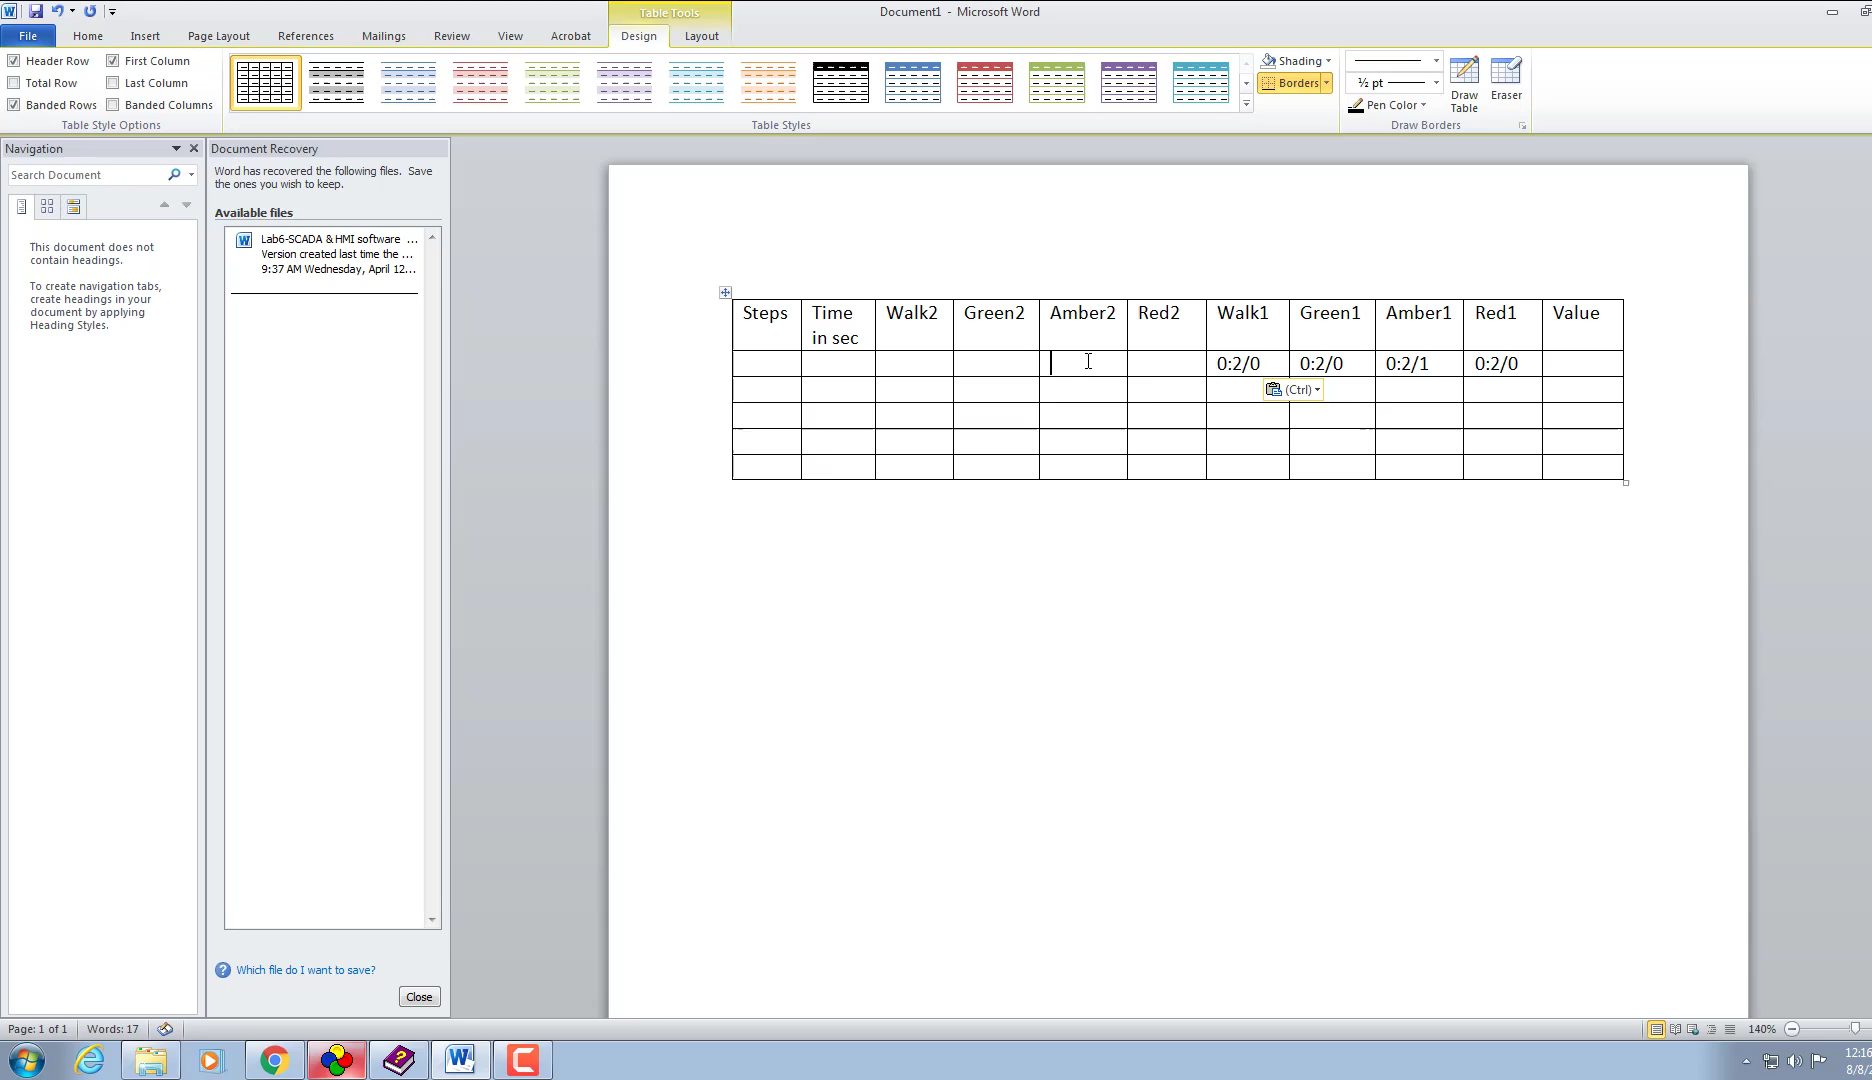 Table Tools
Document1 - Microsoft Word
File
Home
Insert
Page Layout
References
Mailings
Review
View
Acrobat
Design
Layout
Header Row
First Column
Total Row
Last Column
Banded Rows
Banded Columns
Table Style Options
Table Styles
Shading
Borders
½ pt
Pen Color
Draw Table
Eraser
Draw Borders
Navigation
Search Document
This document does not
contain headings.
To create navigation tabs,
create headings in your
document by applying
Heading Styles.
Document Recovery
Word has recovered the following files. Save
the ones you wish to keep.
Available files
Lab6-SCADA & HMI software ...
Version created last time the ...
9:37 AM Wednesday, April 12...
Which file do I want to save?
Close
Steps Time in sec Walk2 Green2 Amber2 Red2 Walk1 Green1 Amber1 Red1 Value
0:2/0 0:2/0 0:2/1 0:2/0
(Ctrl)
Page: 1 of 1
Words: 17
140%
12:16
8/8/